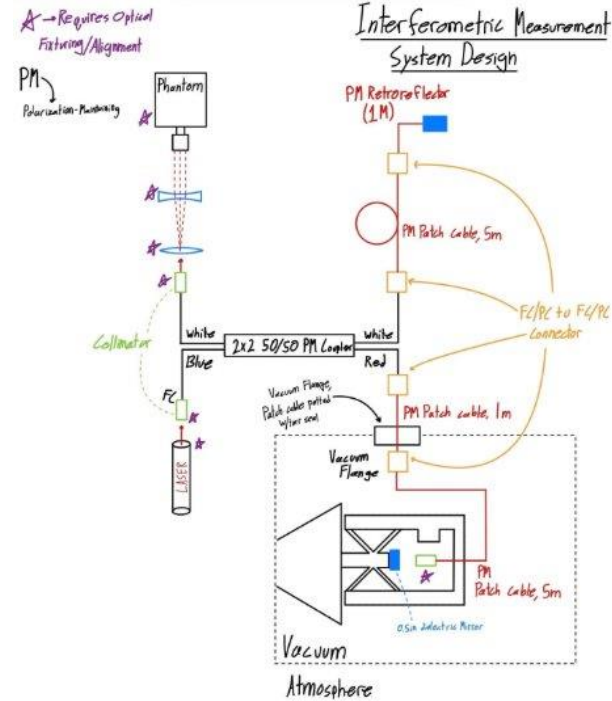 ☆→Requires Optical
Fixturing/Alignment
Interferometric Measurement
System Design
PM
Polarization-Maintaining
Phantom
PM Retroreflector
(1M)
PM Patch cable, 5m
FC/PC to FC/PC
Connector
Collimator
White
Blue
2x2 50/50 PM Coupler
White
Red
FC
LASER
Vacuum Flange,
Patch cable potted
w/torr seal
PM Patch cable, 1m
Vacuum
Flange
PM
Patch cable, 5m
0.5in Dielectric Mirror
Vacuum
Atmosphere